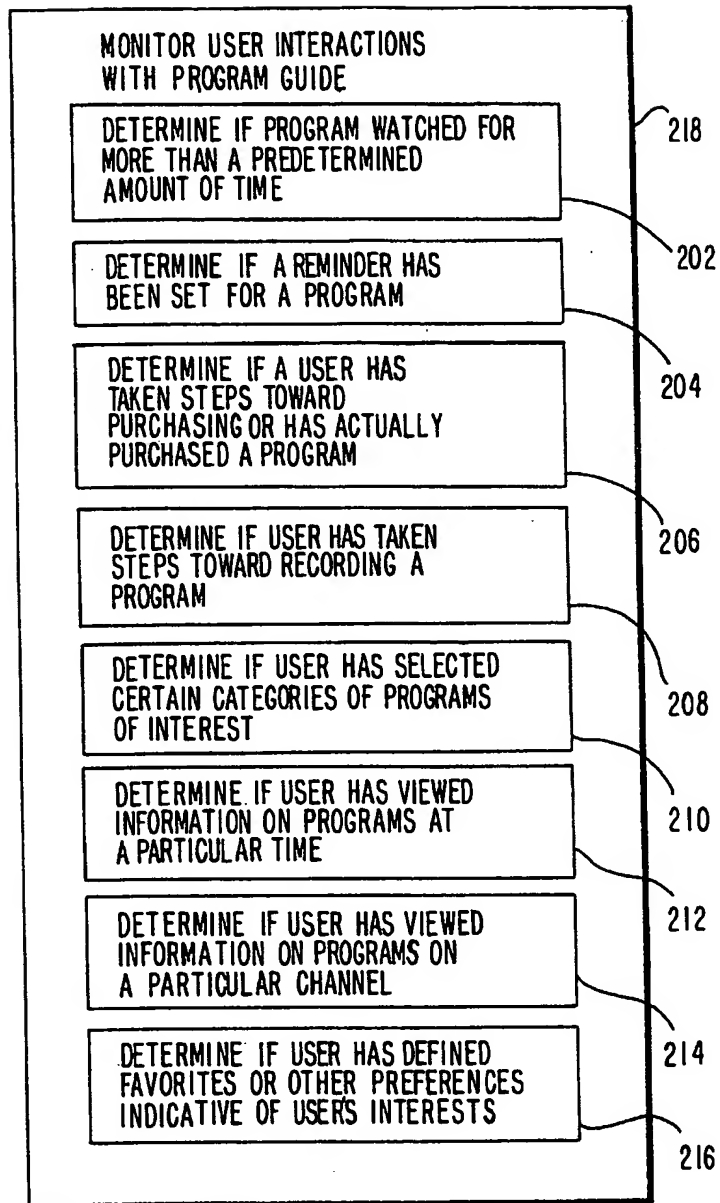 MONITOR USER INTERACTIONS
WITH PROGRAM GUIDE
218
DETERMINE IF PROGRAM WATCHED FOR
MORE THAN A PREDETERMINED
AMOUNT OF TIME
202
DETERMINE IF A REMINDER HAS
BEEN SET FOR A PROGRAM
204
DETERMINE IF A USER HAS
TAKEN STEPS TOWARD
PURCHASING OR HAS ACTUALLY
PURCHASED A PROGRAM
206
DETERMINE IF USER HAS TAKEN
STEPS TOWARD RECORDING A
PROGRAM
208
DETERMINE IF USER HAS SELECTED
CERTAIN CATEGORIES OF PROGRAMS
OF INTEREST
210
DETERMINE IF USER HAS VIEWED
INFORMATION ON PROGRAMS AT
A PARTICULAR TIME
212
DETERMINE IF USER HAS VIEWED
INFORMATION ON PROGRAMS ON
A PARTICULAR CHANNEL
214
DETERMINE IF USER HAS DEFINED
FAVORITES OR OTHER PREFERENCES
INDICATIVE OF USER'S INTERESTS
216